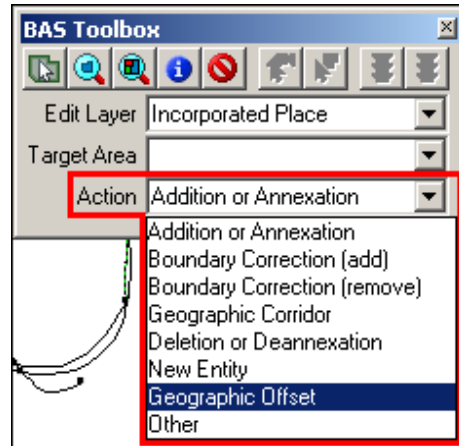 BAS Toolbox
Edit Layer Incorporated Place
Target Area
Action Addition or Annexation
Addition or Annexation
Boundary Correction (add)
Boundary Correction (remove)
Geographic Corridor
Deletion or Deannexation
New Entity
Geographic Offset
Other